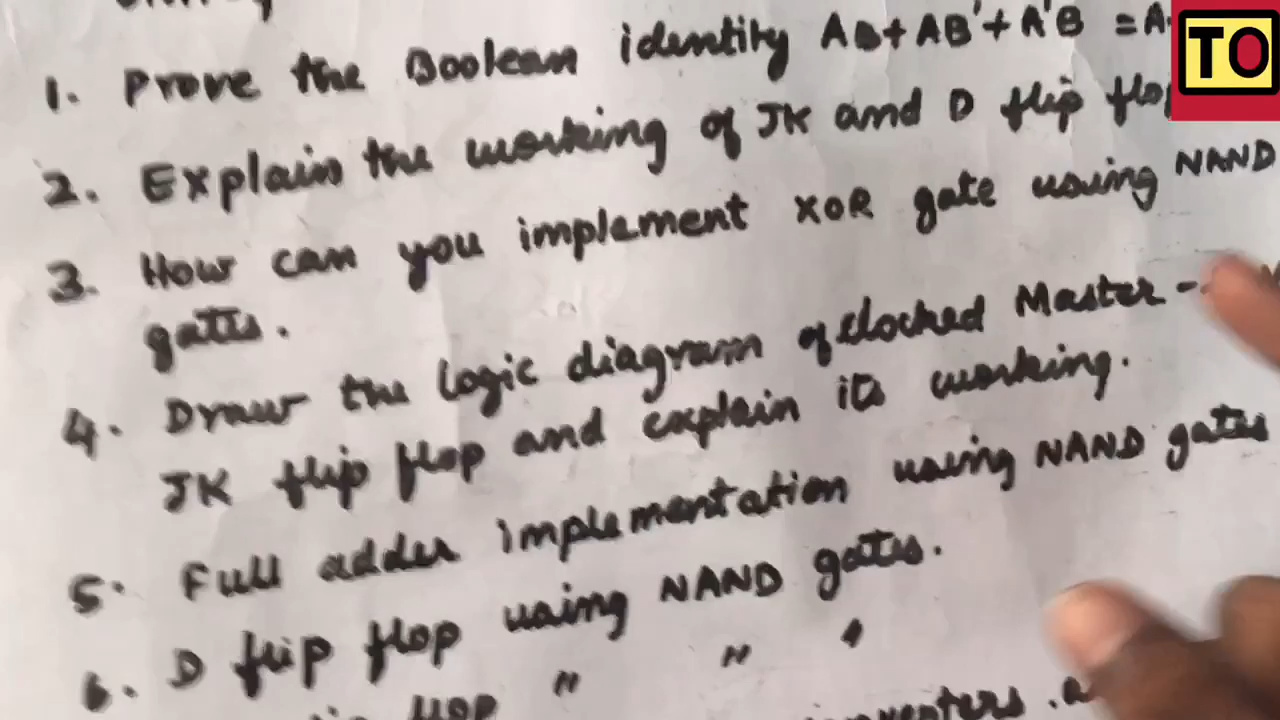 1. Prove the Boolean identity AB+AB'+A'B = A
TO
2. Explain the working of JK and D flip flop
3. How can you implement XOR gate using NAND
gates.
4. Draw the logic diagram of clocked Master -
JK flip flop and explain its working.
5. Full adder implementation using NAND gates
6. D flip flop using NAND gates.
flop " " "